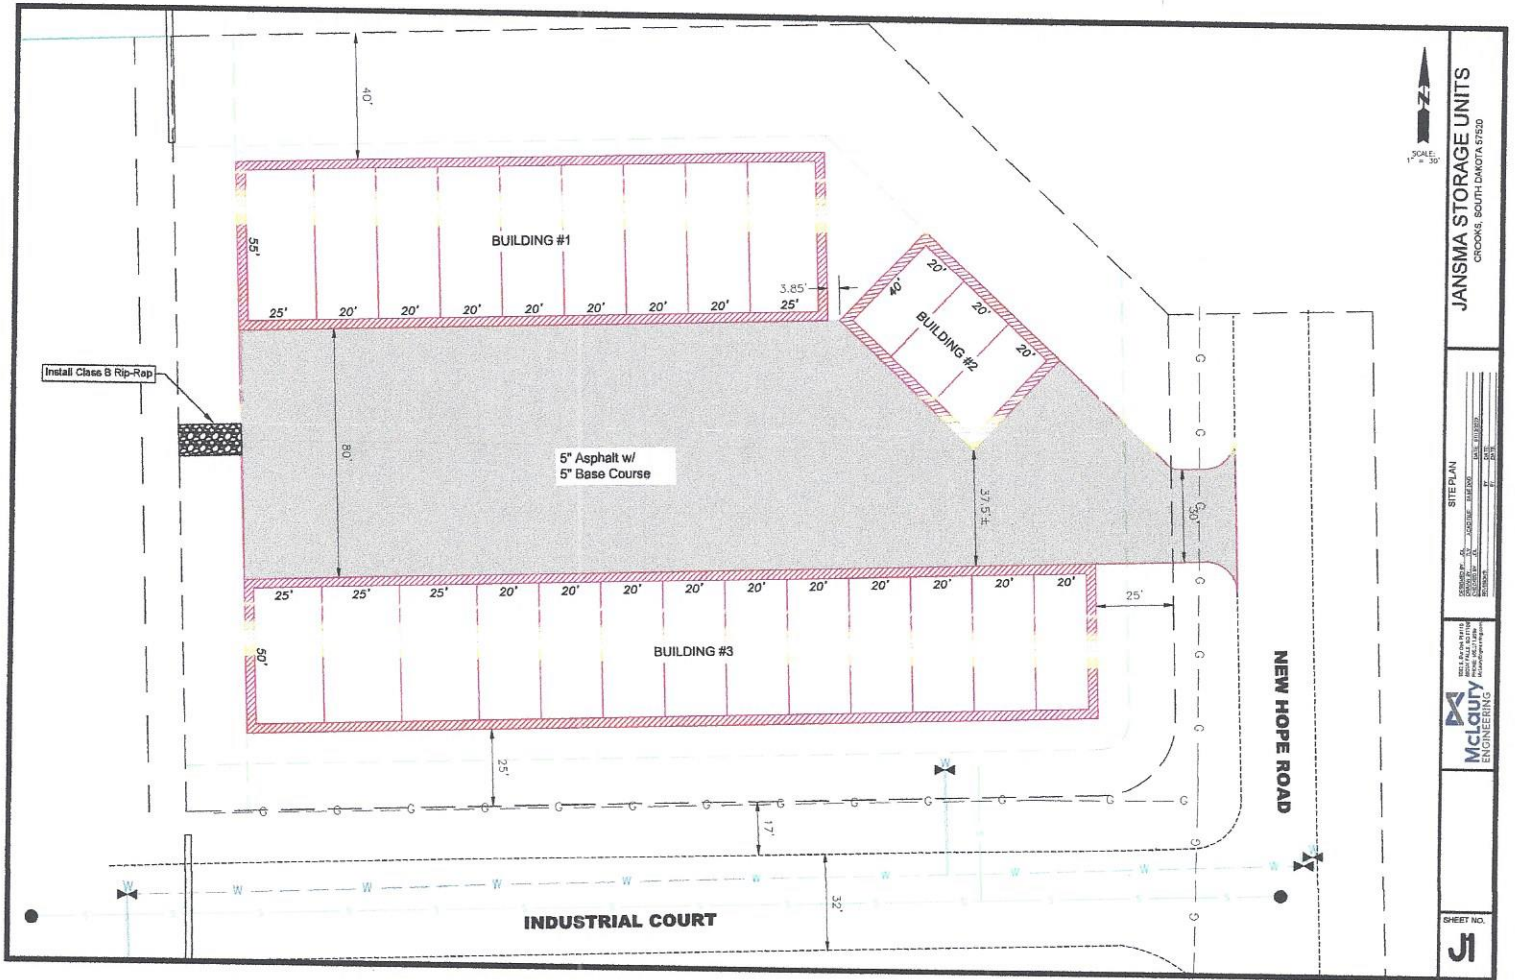 40'
BUILDING #1
55'
25' 20' 20' 20' 20' 20' 20' 20' 25'
3.85'
40'
20'
20'
20'
BUILDING #2
Install Class B Rip-Rap
80'
5" Asphalt w/
5" Base Course
37.5'±
30'
25' 25' 25' 20' 20' 20' 20' 20' 20' 20' 20' 20' 20'
25'
50'
BUILDING #3
25'
17'
32'
G G G G G G G G G G G G G
G
G
G
G
G
G
G
G
G
G
W
W
W W W W W W W W W W
W
INDUSTRIAL COURT
NEW HOPE ROAD
N
SCALE:
1" = 30'
JANSMA STORAGE UNITS
CROOKS, SOUTH DAKOTA 57520
SITE PLAN
McLaury
ENGINEERING
SHEET NO.
J1